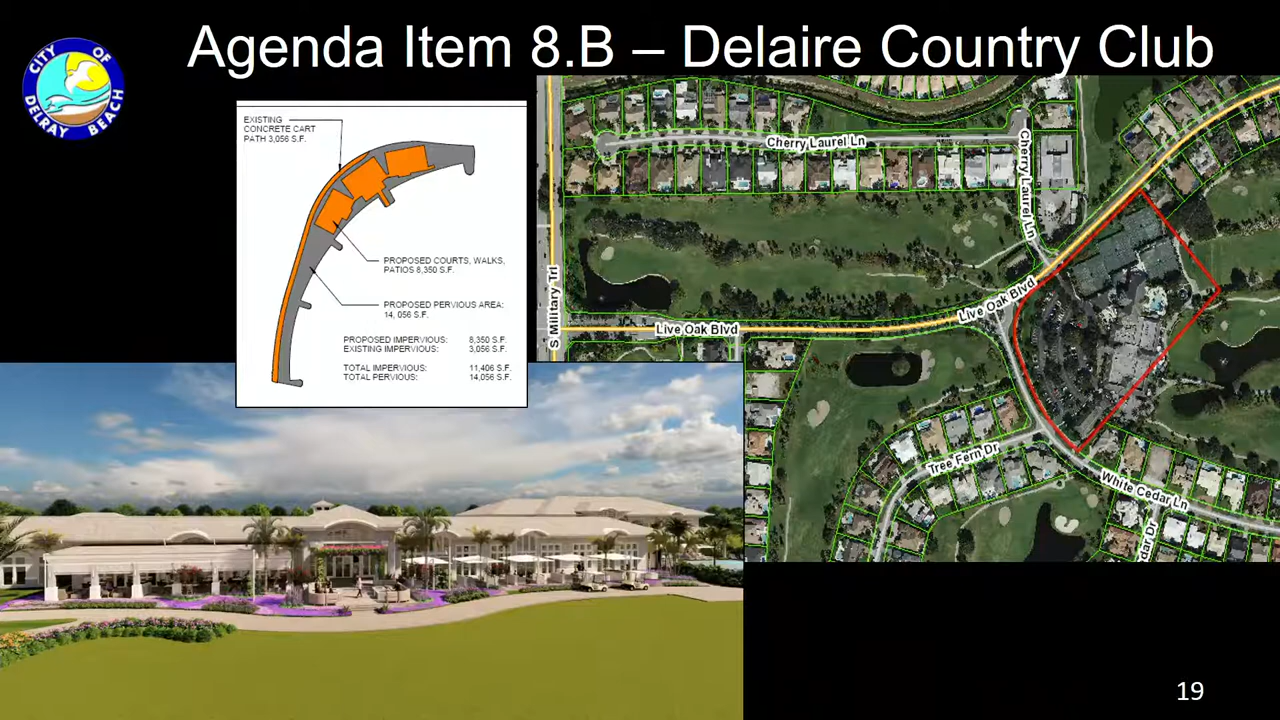 Agenda Item 8.B – Delaire Country Club
CITY OF
DELRAY BEACH
EXISTING
CONCRETE CART
PATH 3,056 S.F.
PROPOSED COURTS, WALKS,
PATIOS 8,350 S.F.
PROPOSED PERVIOUS AREA:
14, 056 S.F.
PROPOSED IMPERVIOUS: 8,350 S.F.
EXISTING IMPERVIOUS: 3,056 S.F.
TOTAL IMPERVIOUS: 11,406 S.F.
TOTAL PERVIOUS: 14,056 S.F.
Cherry Laurel Ln
Cherry Laurel Ln
S Military Trl
Live Oak Blvd
Live Oak Blvd
Tree Fern Dr
White Cedar Ln
dar Dr
19